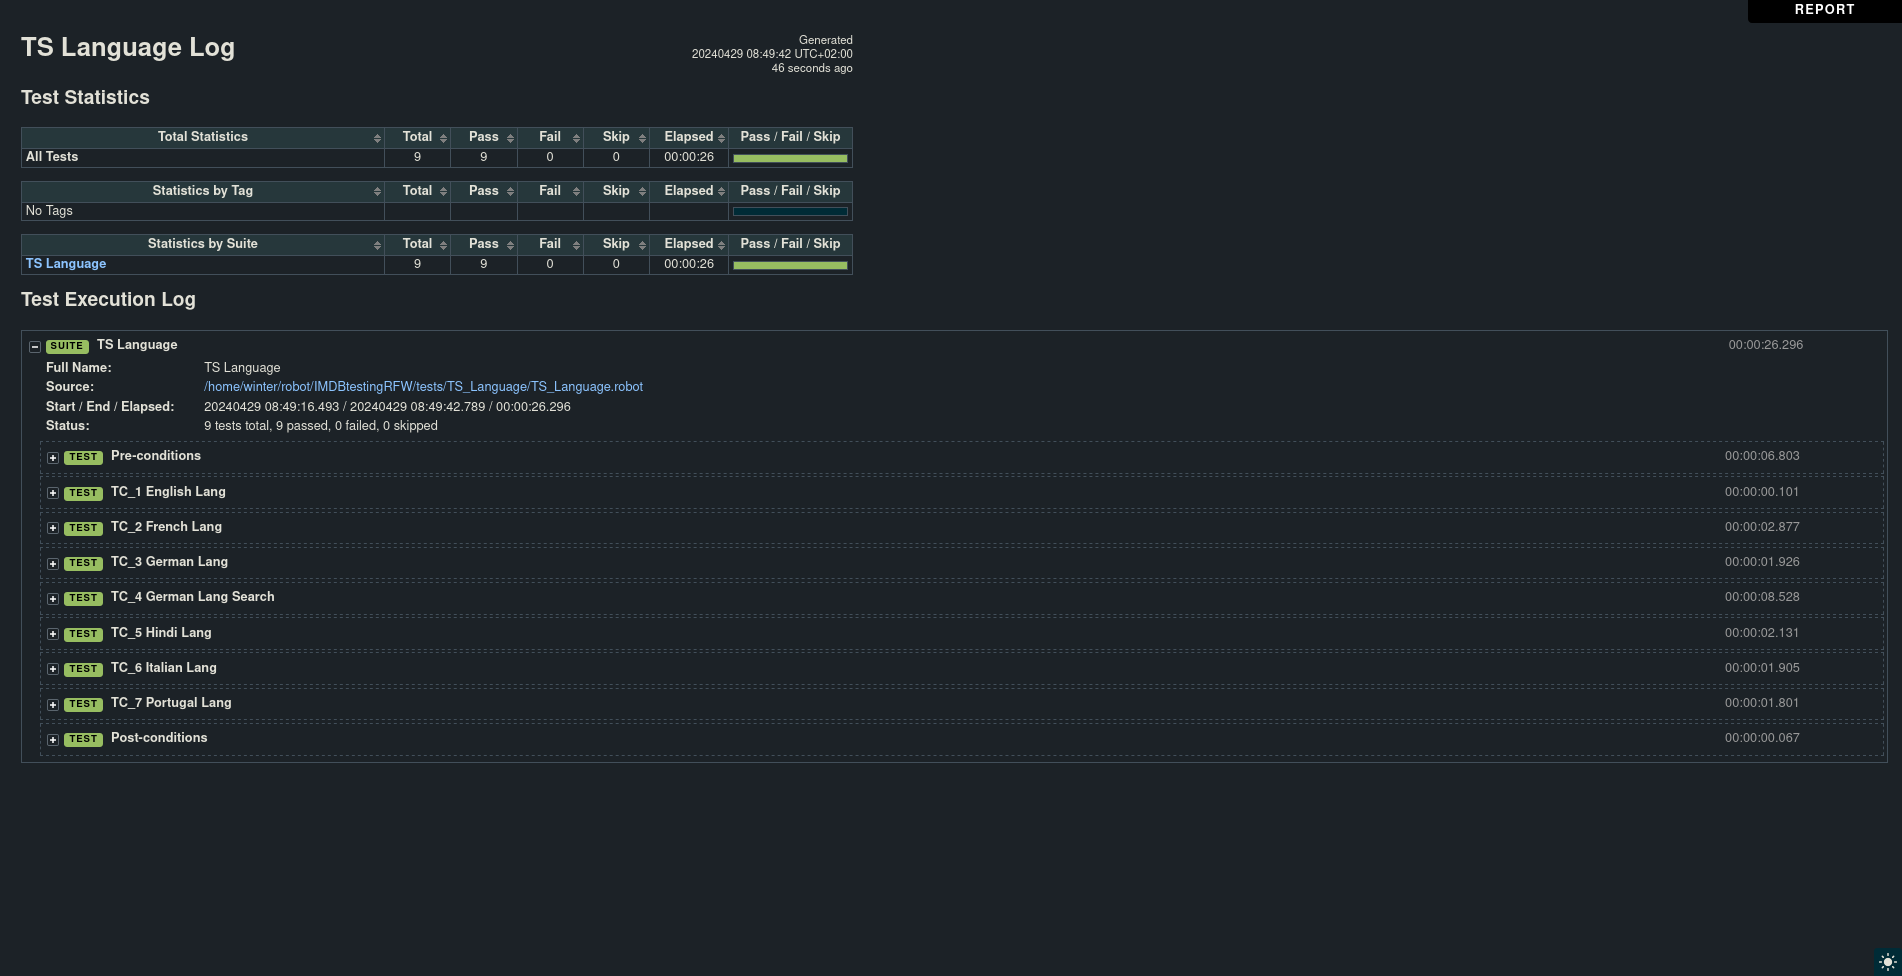 REPORT
TS Language Log
Generated
20240429 08:49:42 UTC+02:00
46 seconds ago
Test Statistics
Total Statistics Total Pass Fail Skip Elapsed Pass / Fail / Skip
All Tests 9 9 0 0 00:00:26
Statistics by Tag Total Pass Fail Skip Elapsed Pass / Fail / Skip
No Tags
Statistics by Suite Total Pass Fail Skip Elapsed Pass / Fail / Skip
TS Language 9 9 0 0 00:00:26
Test Execution Log
SUITE TS Language 00:00:26.296
Full Name: TS Language
Source: /home/winter/robot/IMDBtestingRFW/tests/TS_Language/TS_Language.robot
Start / End / Elapsed: 20240429 08:49:16.493 / 20240429 08:49:42.789 / 00:00:26.296
Status: 9 tests total, 9 passed, 0 failed, 0 skipped
TEST Pre-conditions 00:00:06.803
TEST TC_1 English Lang 00:00:00.101
TEST TC_2 French Lang 00:00:02.877
TEST TC_3 German Lang 00:00:01.926
TEST TC_4 German Lang Search 00:00:08.528
TEST TC_5 Hindi Lang 00:00:02.131
TEST TC_6 Italian Lang 00:00:01.905
TEST TC_7 Portugal Lang 00:00:01.801
TEST Post-conditions 00:00:00.067